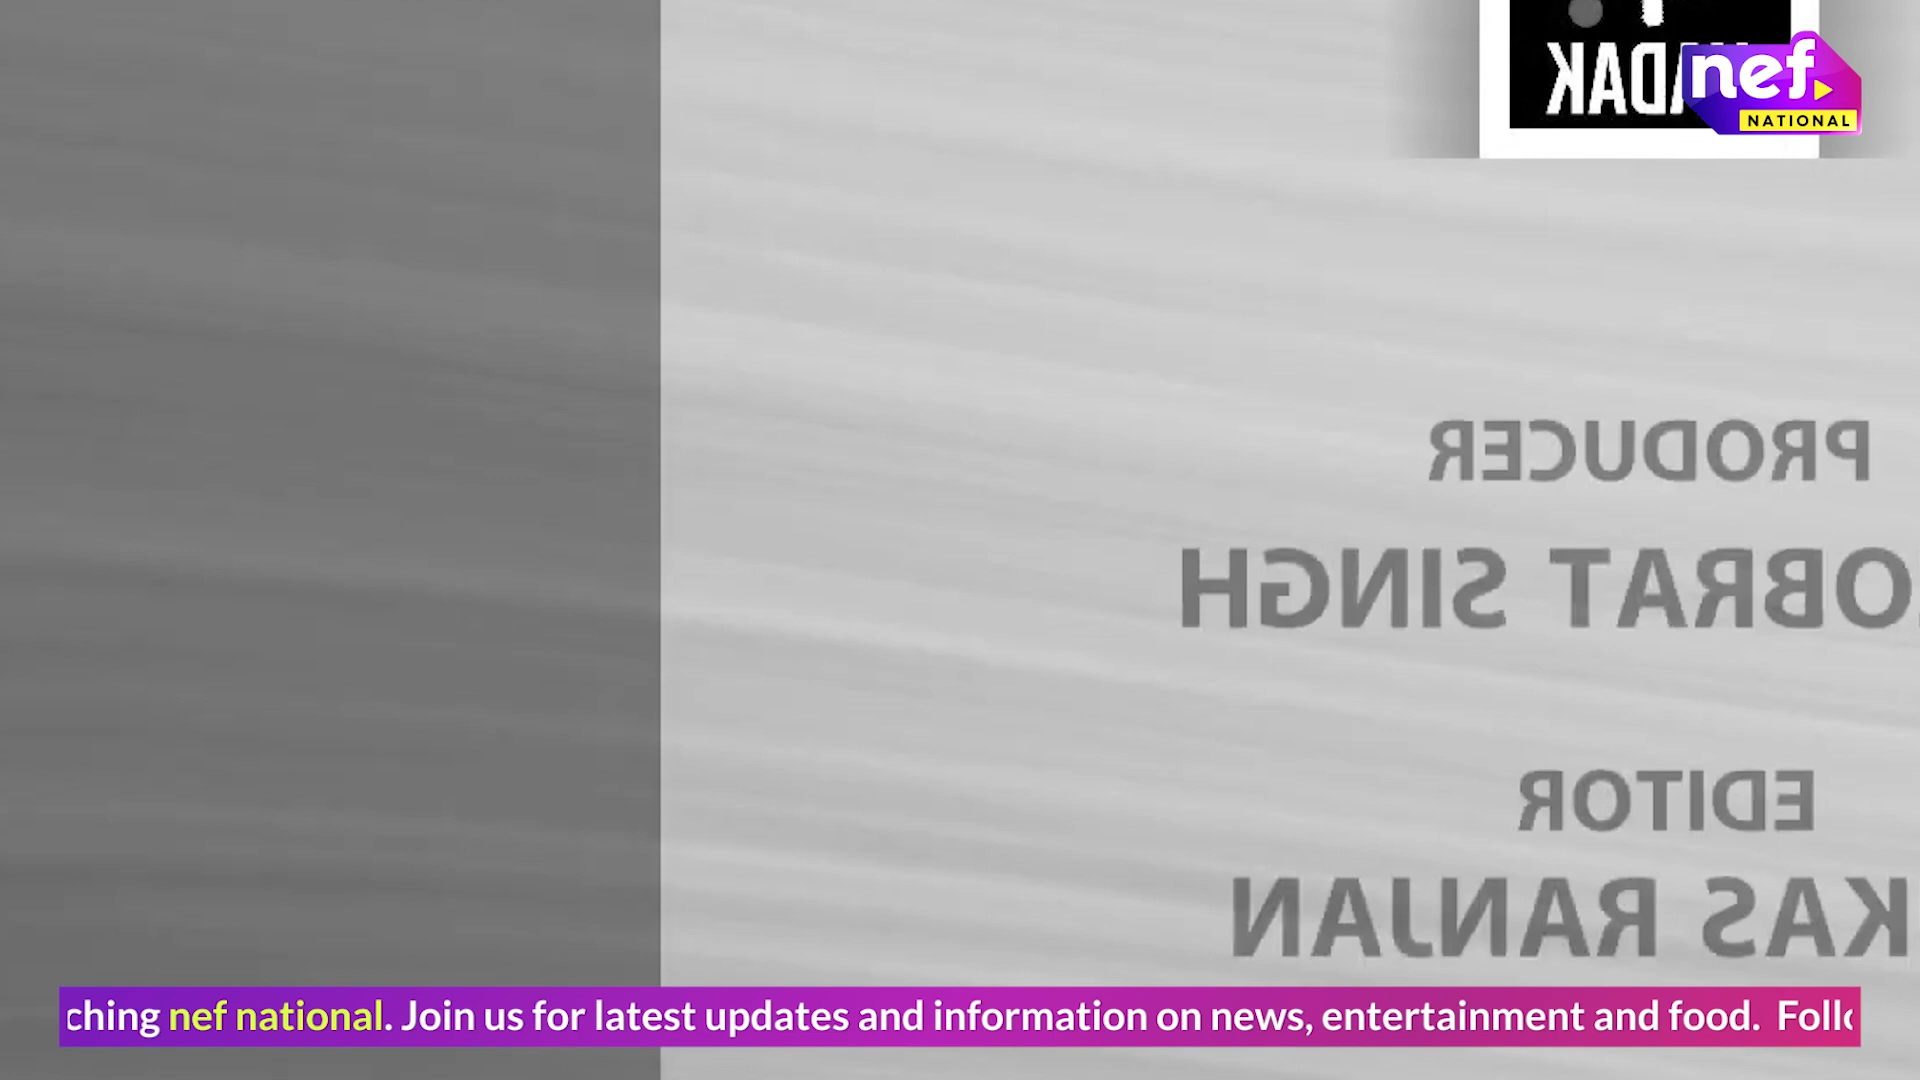 nef
NATIONAL
PRODUCER
OBRAT SINGH
EDITOR
KAS RANJAN
ching nef national. Join us for latest updates and information on news, entertainment and food. Follo